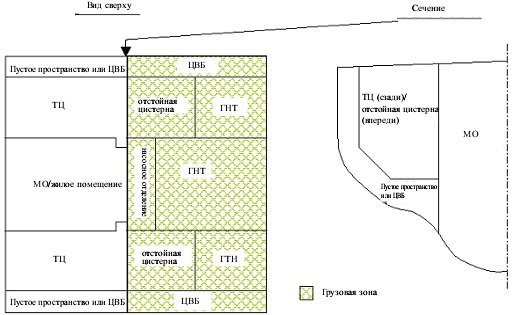 Вид сверху
Сечение
Пустое пространство или ЦВБ
ЦВБ
ТЦ
отстойная
цистерна
ГНТ
МО/жилое помещение
насосное отделение
ГНТ
ТЦ
отстойная
цистерна
ГТН
Пустое пространство или ЦВБ
ЦВБ
ТЦ (сзади)/
отстойная цистерна
(впереди)
МО
Пустое пространство
или ЦВБ
Грузовая зона